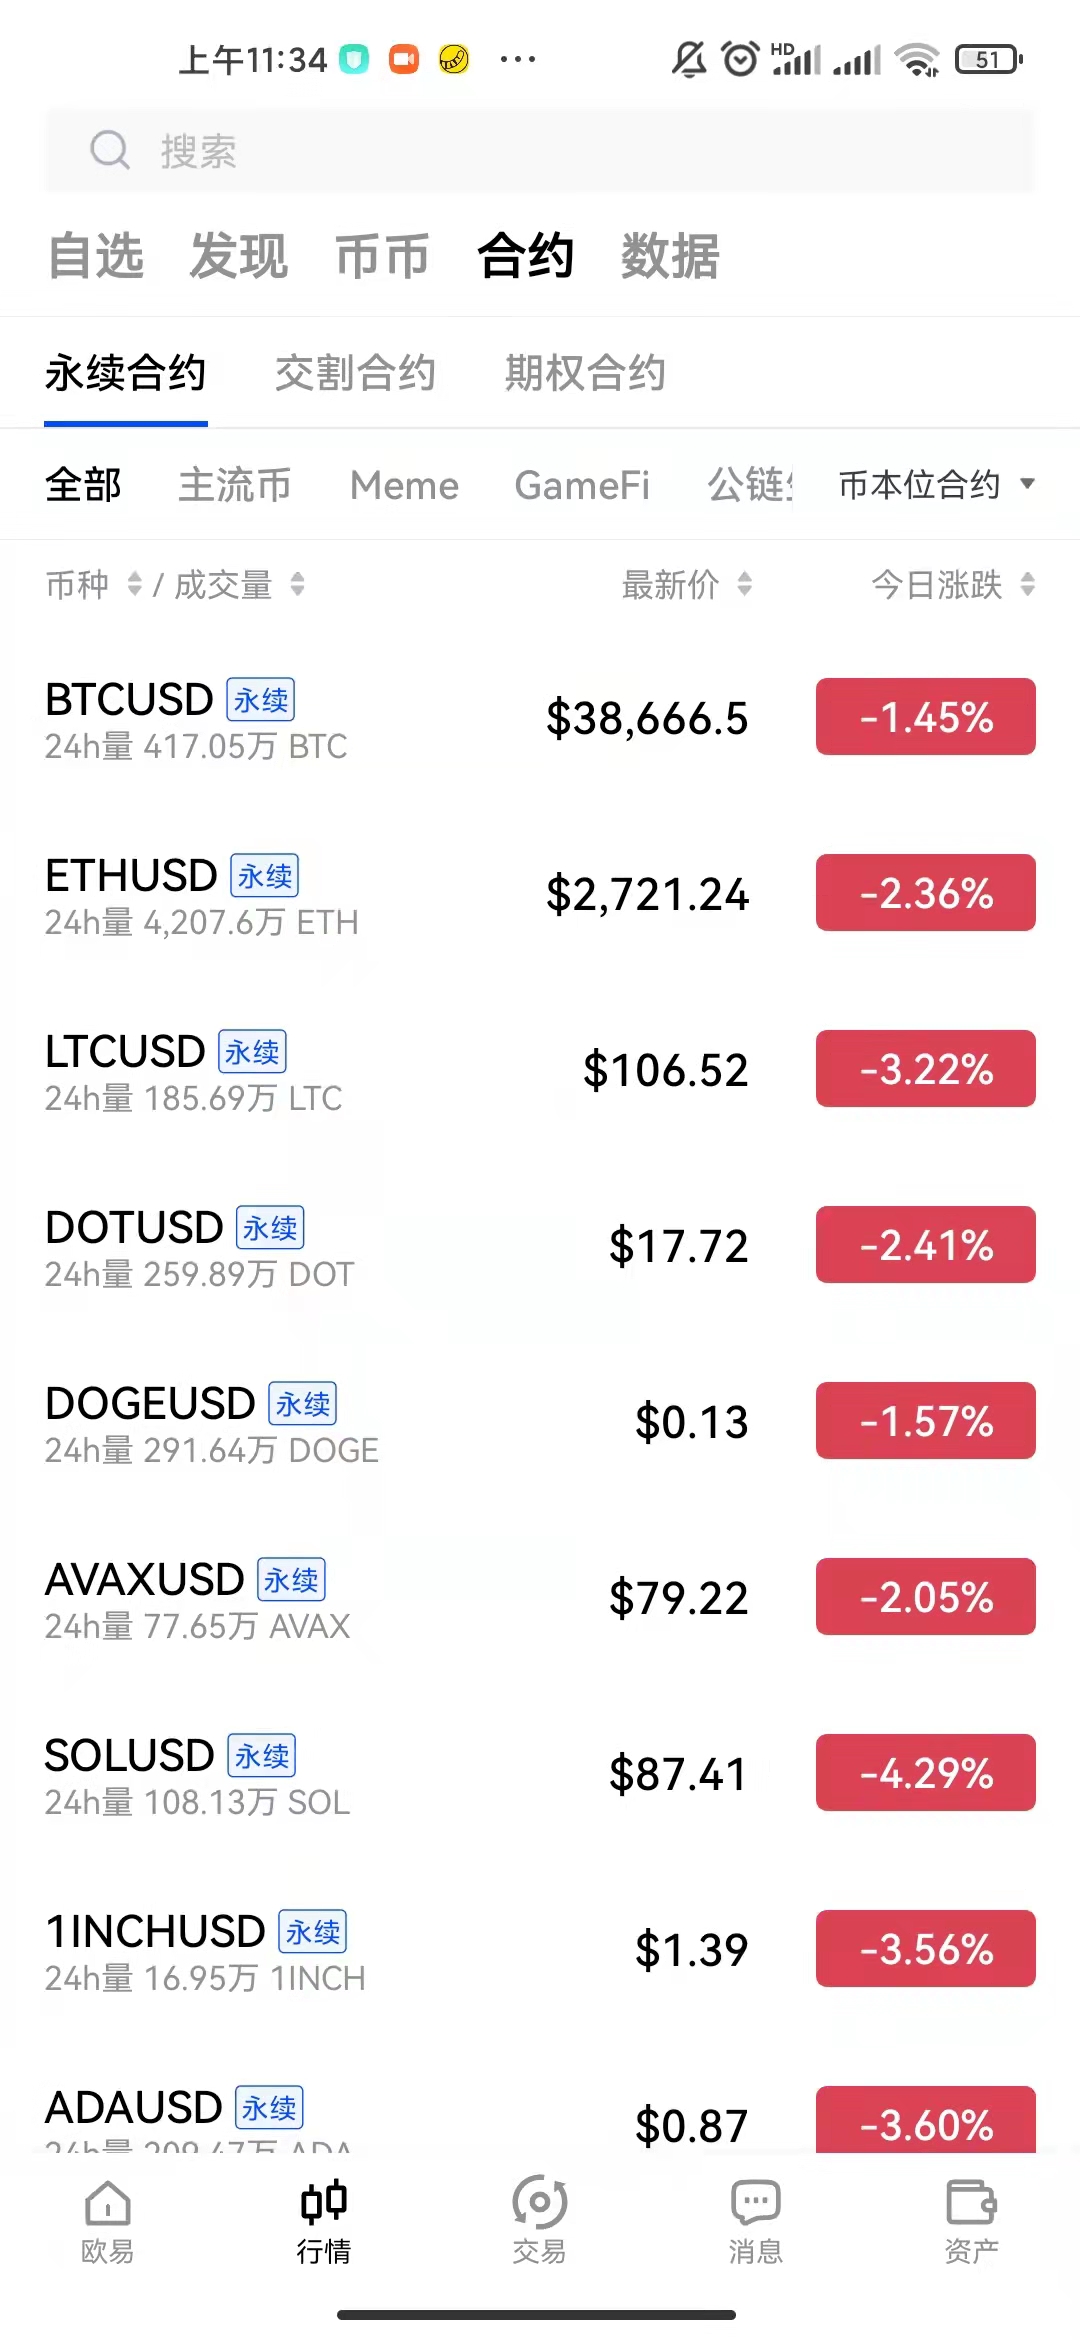 上午11:34 HD 51
搜索
自选 发现 币币 合约 数据
永续合约 交割合约 期权合约
全部 主流币 Meme GameFi 公链 币本位合约
币种 / 成交量 最新价 今日涨跌
BTCUSD 永续 $38,666.5 -1.45%
24h量 417.05万 BTC
ETHUSD 永续 $2,721.24 -2.36%
24h量 4,207.6万 ETH
LTCUSD 永续 $106.52 -3.22%
24h量 185.69万 LTC
DOTUSD 永续 $17.72 -2.41%
24h量 259.89万 DOT
DOGEUSD 永续 $0.13 -1.57%
24h量 291.64万 DOGE
AVAXUSD 永续 $79.22 -2.05%
24h量 77.65万 AVAX
SOLUSD 永续 $87.41 -4.29%
24h量 108.13万 SOL
1INCHUSD 永续 $1.39 -3.56%
24h量 16.95万 1INCH
ADAUSD 永续 $0.87 -3.60%
24h量 209.47万 ADA
欧易 行情 交易 消息 资产